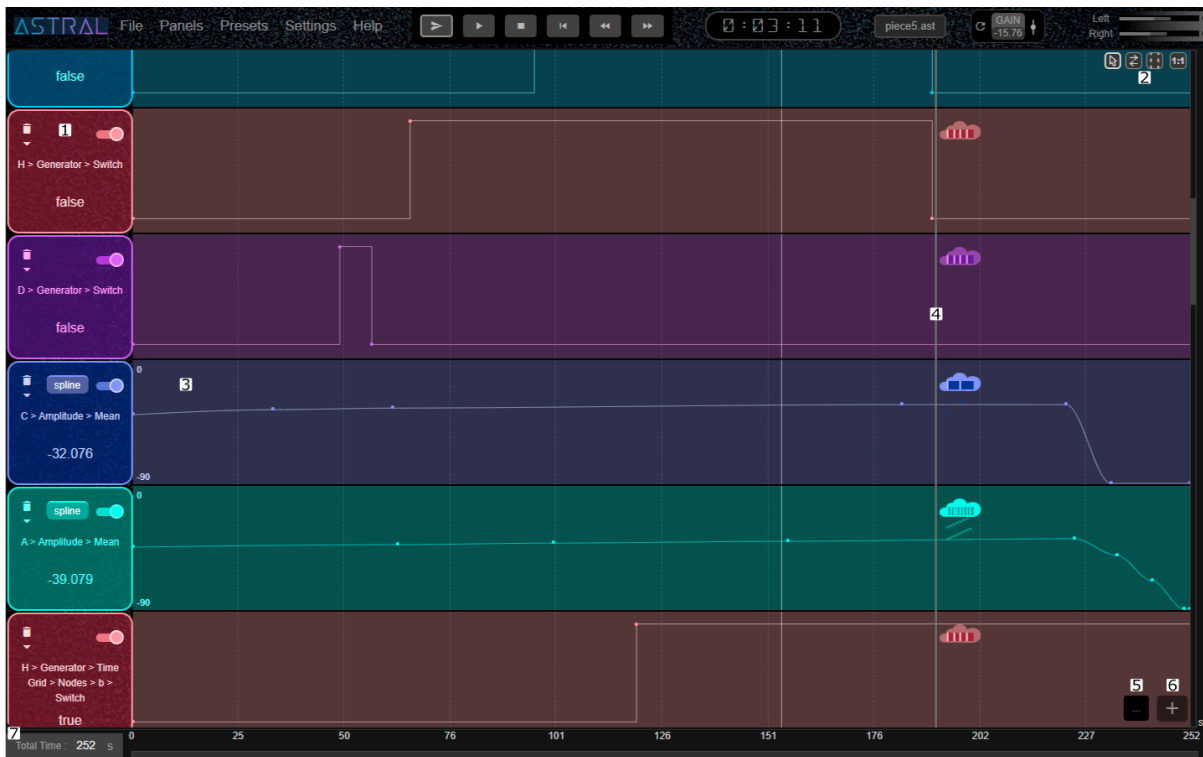 ASTRAL File Panels Presets Settings Help 0:03:11 piece5.ast GAIN -15.76 Left Right
false
2 1:1
1
H > Generator > Switch
false
D > Generator > Switch
false
4
spline
0
3
C > Amplitude > Mean
-32.076
-90
spline
0
A > Amplitude > Mean
-39.079
-90
H > Generator > Time
Grid > Nodes > b >
Switch
true
5 6
... +
7
Total Time : 252 s
0 25 50 76 101 126 151 176 202 227 252 s